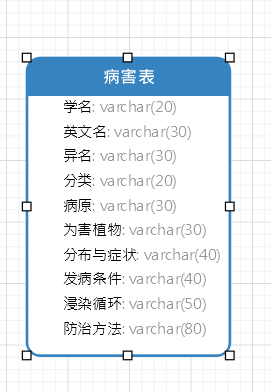 病害表
学名: varchar(20)
英文名: varchar(30)
异名: varchar(30)
分类: varchar(20)
病原: varchar(30)
为害植物: varchar(30)
分布与症状: varchar(40)
发病条件: varchar(40)
浸染循环: varchar(50)
防治方法: varchar(80)